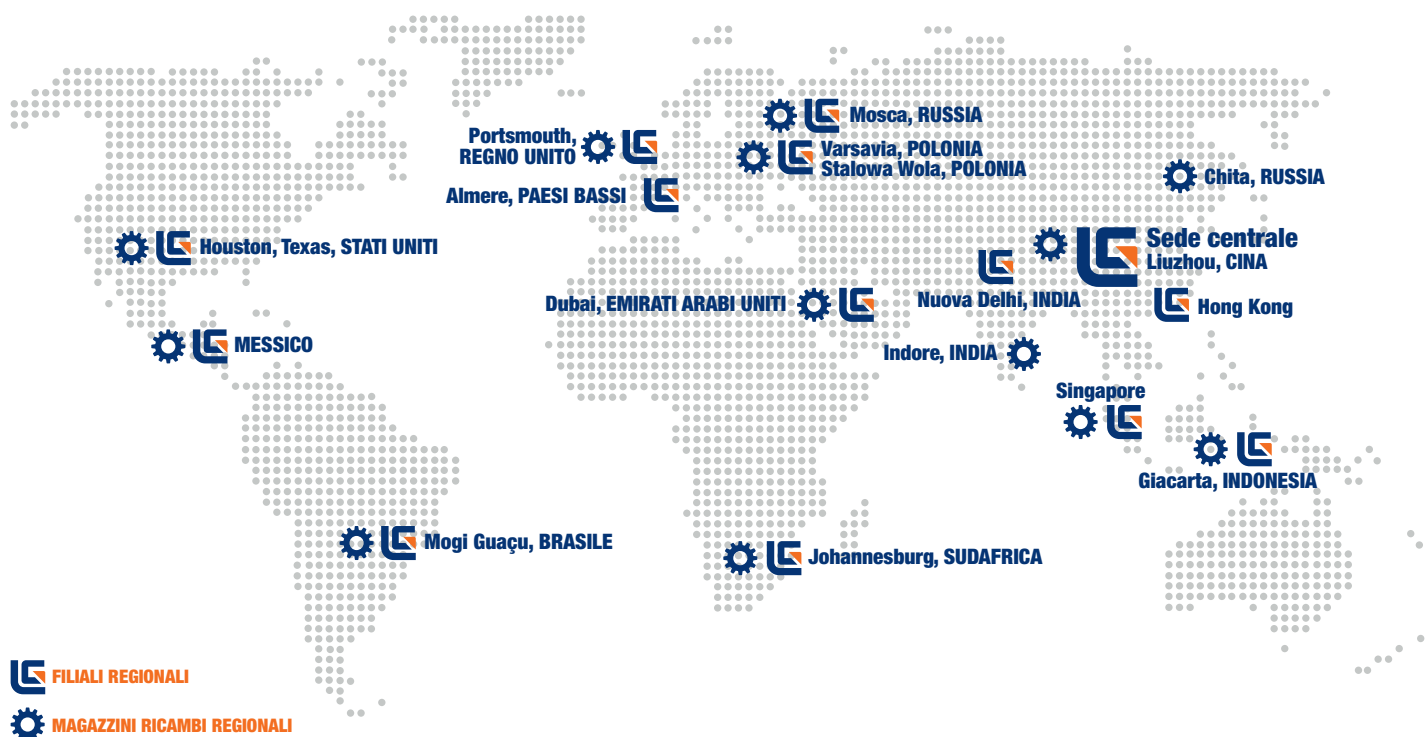 Mosca, RUSSIA
Portsmouth,
REGNO UNITO
Varsavia, POLONIA
Stalowa Wola, POLONIA
Chita, RUSSIA
Almere, PAESI BASSI
Houston, Texas, STATI UNITI
Sede centrale
Liuzhou, CINA
Dubai, EMIRATI ARABI UNITI
Nuova Delhi, INDIA
Hong Kong
MESSICO
Indore, INDIA
Singapore
Giacarta, INDONESIA
Mogi Guaçu, BRASILE
Johannesburg, SUDAFRICA
FILIALI REGIONALI
MAGAZZINI RICAMBI REGIONALI